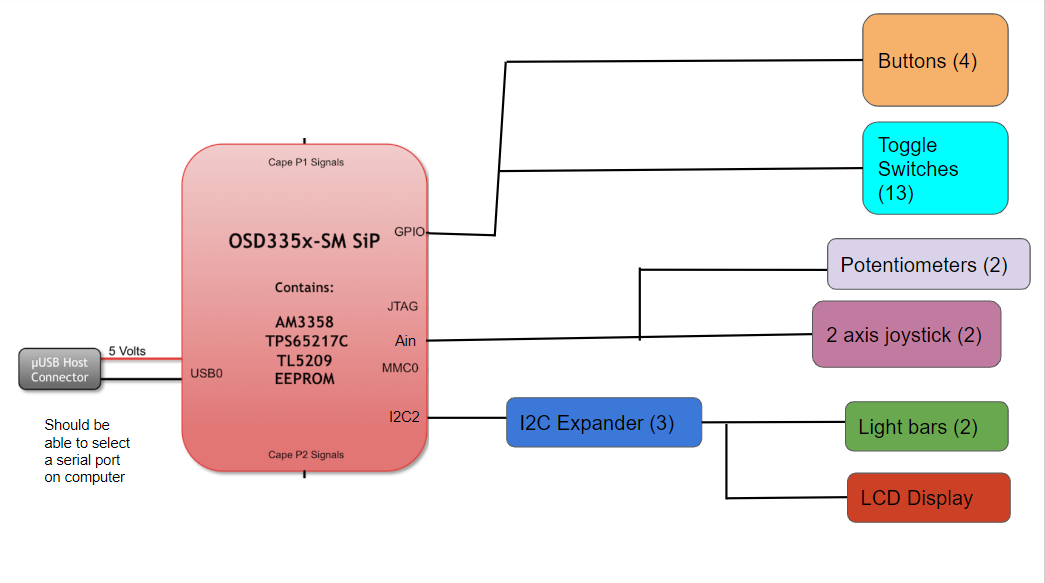 Buttons (4)
Toggle
Switches
(13)
Cape P1 Signals
GPIO
OSD335x-SM SiP
Potentiometers (2)
Contains:
JTAG
AM3358
TPS65217C
TL5209
EEPROM
Ain
2 axis joystick (2)
5 Volts
µUSB Host
Connector
USB0
MMC0
I2C2
I2C Expander (3)
Light bars (2)
Should be
able to select
a serial port
on computer
Cape P2 Signals
LCD Display